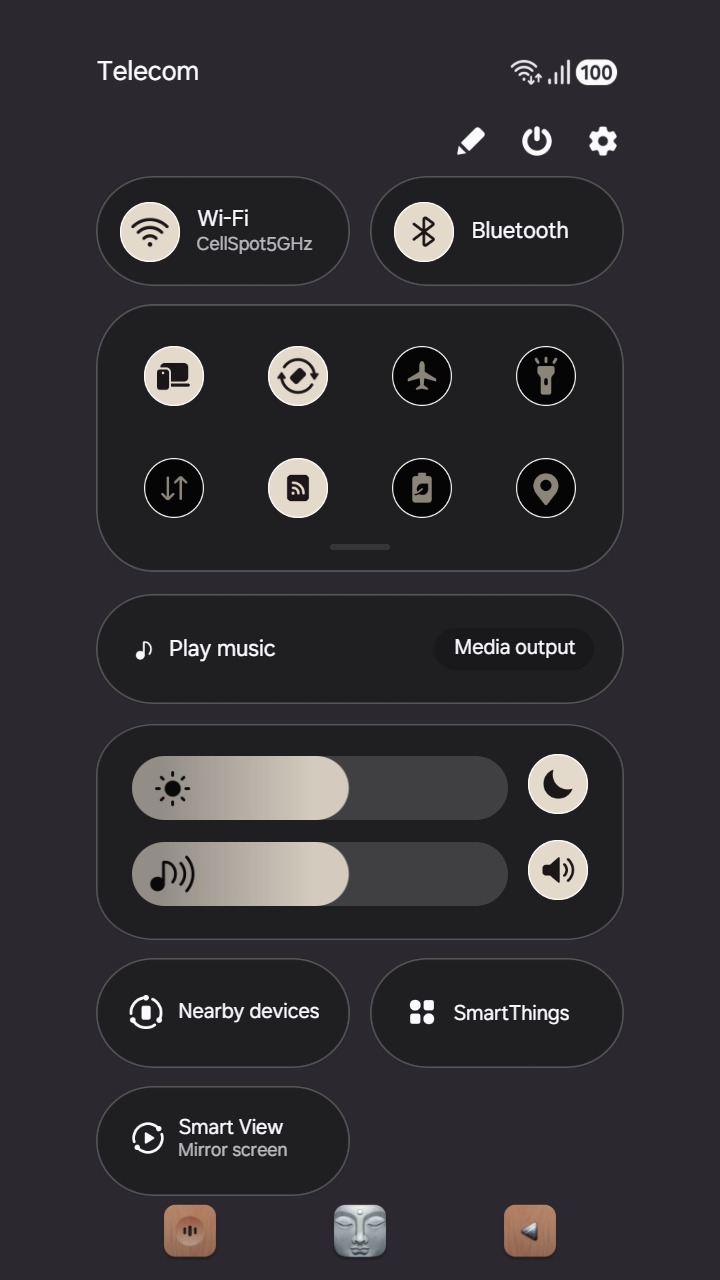 Telecom
100
Wi-Fi
CellSpot5GHz
Bluetooth
Play music
Media output
Nearby devices
SmartThings
Smart View
Mirror screen